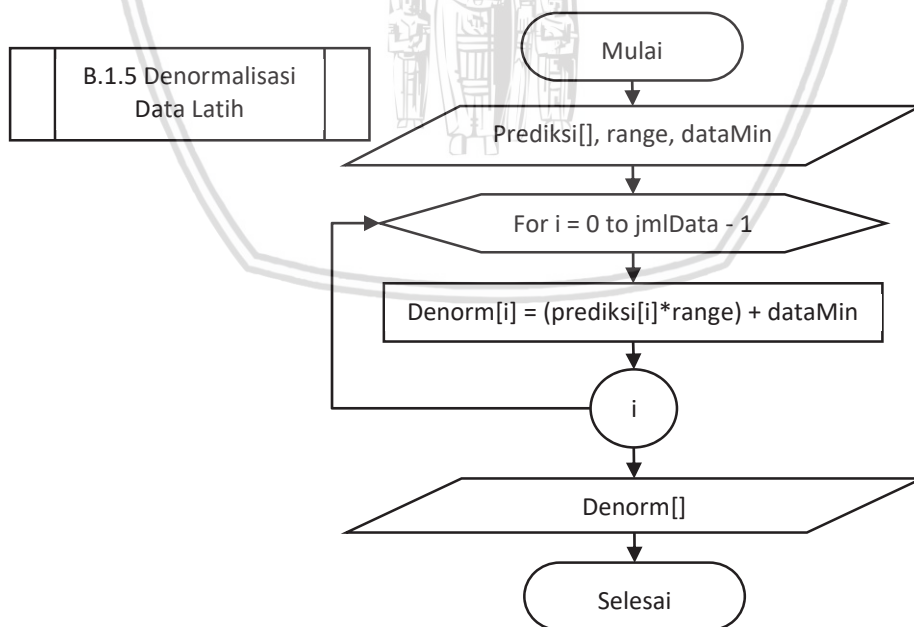 B.1.5 Denormalisasi
Data Latih
Mulai
Prediksi[], range, dataMin
For i = 0 to jmlData - 1
Denorm[i] = (prediksi[i]*range) + dataMin
i
Denorm[]
Selesai